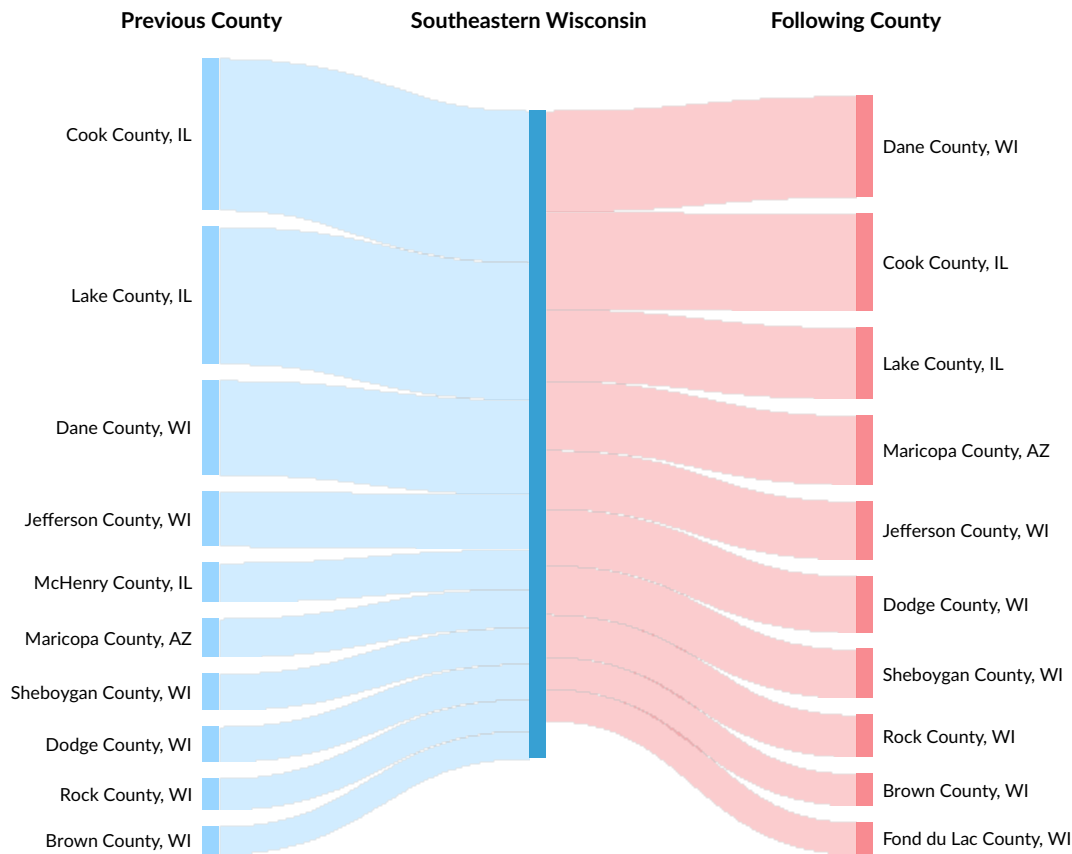 Previous County
Southeastern Wisconsin
Following County
Cook County, IL
Lake County, IL
Dane County, WI
Jefferson County, WI
McHenry County, IL
Maricopa County, AZ
Sheboygan County, WI
Dodge County, WI
Rock County, WI
Brown County, WI
Dane County, WI
Cook County, IL
Lake County, IL
Maricopa County, AZ
Jefferson County, WI
Dodge County, WI
Sheboygan County, WI
Rock County, WI
Brown County, WI
Fond du Lac County, WI